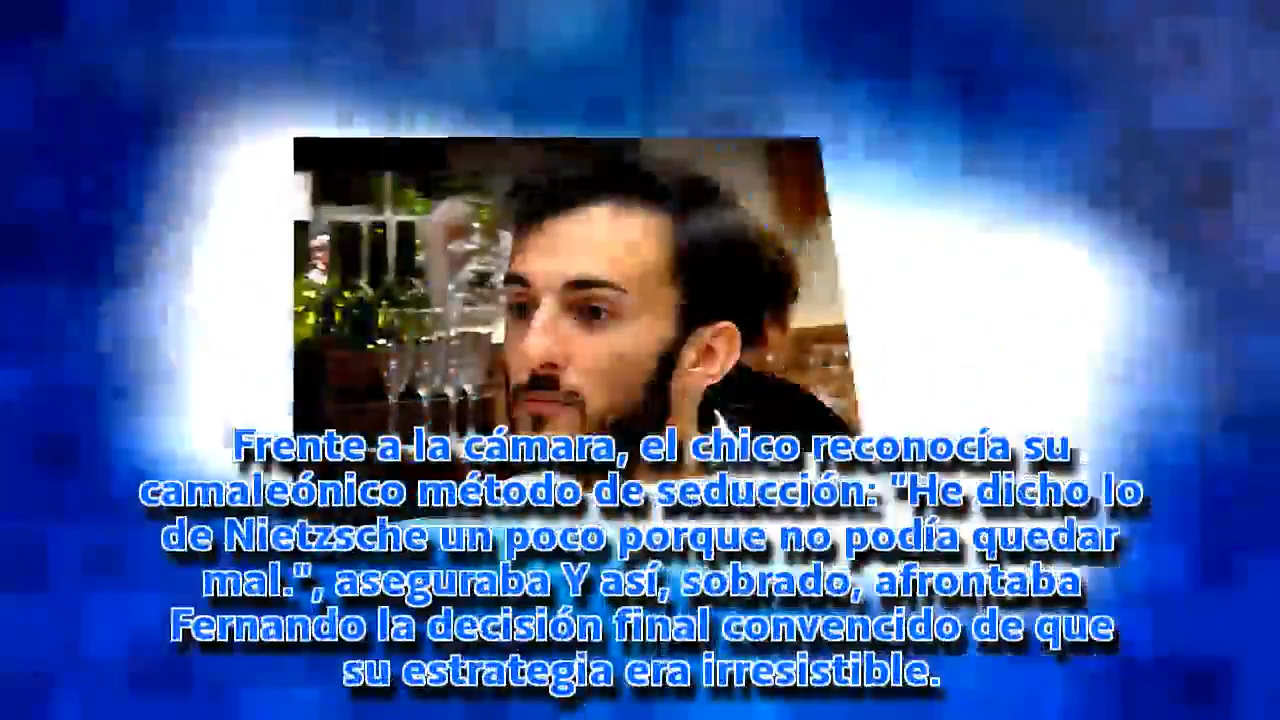 Frente a la cámara, el chico reconocía su
camaleónico método de seducción: "He dicho lo
de Nietzsche un poco porque no podía quedar
mal.", aseguraba Y así, sobrado, afrontaba
Fernando la decisión final convencido de que
su estrategia era irresistible.